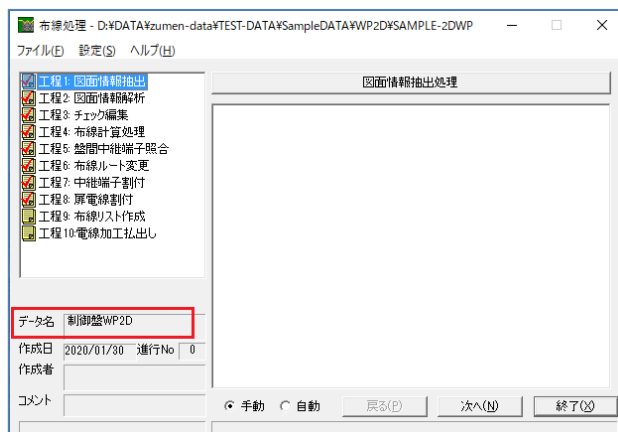 布線処理 - D:¥DATA¥zumen-data¥TEST-DATA¥SampleDATA¥WP2D¥SAMPLE-2DWP
ファイル(F) 設定(S) ヘルプ(H)
工程1: 図面情報抽出
工程2: 図面情報解析
工程3: チェック編集
工程4: 布線計算処理
工程5: 盤間中継端子照合
工程6: 布線ルート変更
工程7: 中継端子割付
工程8: 扉電線割付
工程9: 布線リスト作成
工程10:電線加工払出し
図面情報抽出処理
データ名 制御盤WP2D
作成日 2020/01/30 進行No 0
作成者
コメント
手動 自動 戻る(P) 次へ(N) 終了(X)